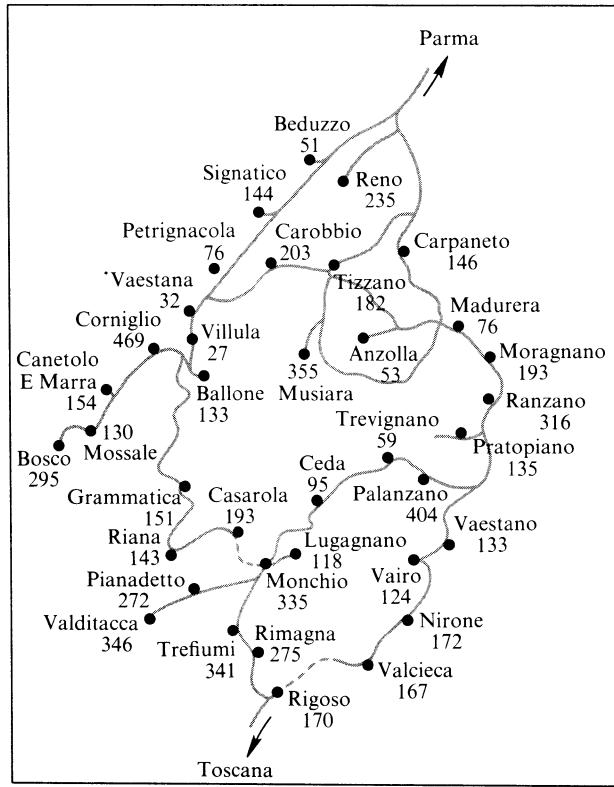 Parma
Beduzzo
51
Reno
235
Signatico
144
Petrignacola
76
Carobbio
203
Carpaneto
146
Tizzano
182
Vaestana
32
Madurera
76
Corniglio
469
Villula
27
Anzolla
53
Moragnano
193
Canetolo
E Marra
154
Musiara
355
Ballone
133
Ranzano
316
130
Mossale
Bosco
295
Trevignano
59
Pratopiano
135
Ceda
95
Palanzano
404
Grammatica
151
Casarola
193
Vaestano
133
Riana
143
Lugagnano
118
Monchio
335
Vairo
124
Pianadetto
272
Valditacca
346
Nirone
172
Trefiumi
341
Rimagna
275
Valcieca
167
Rigoso
170
Toscana